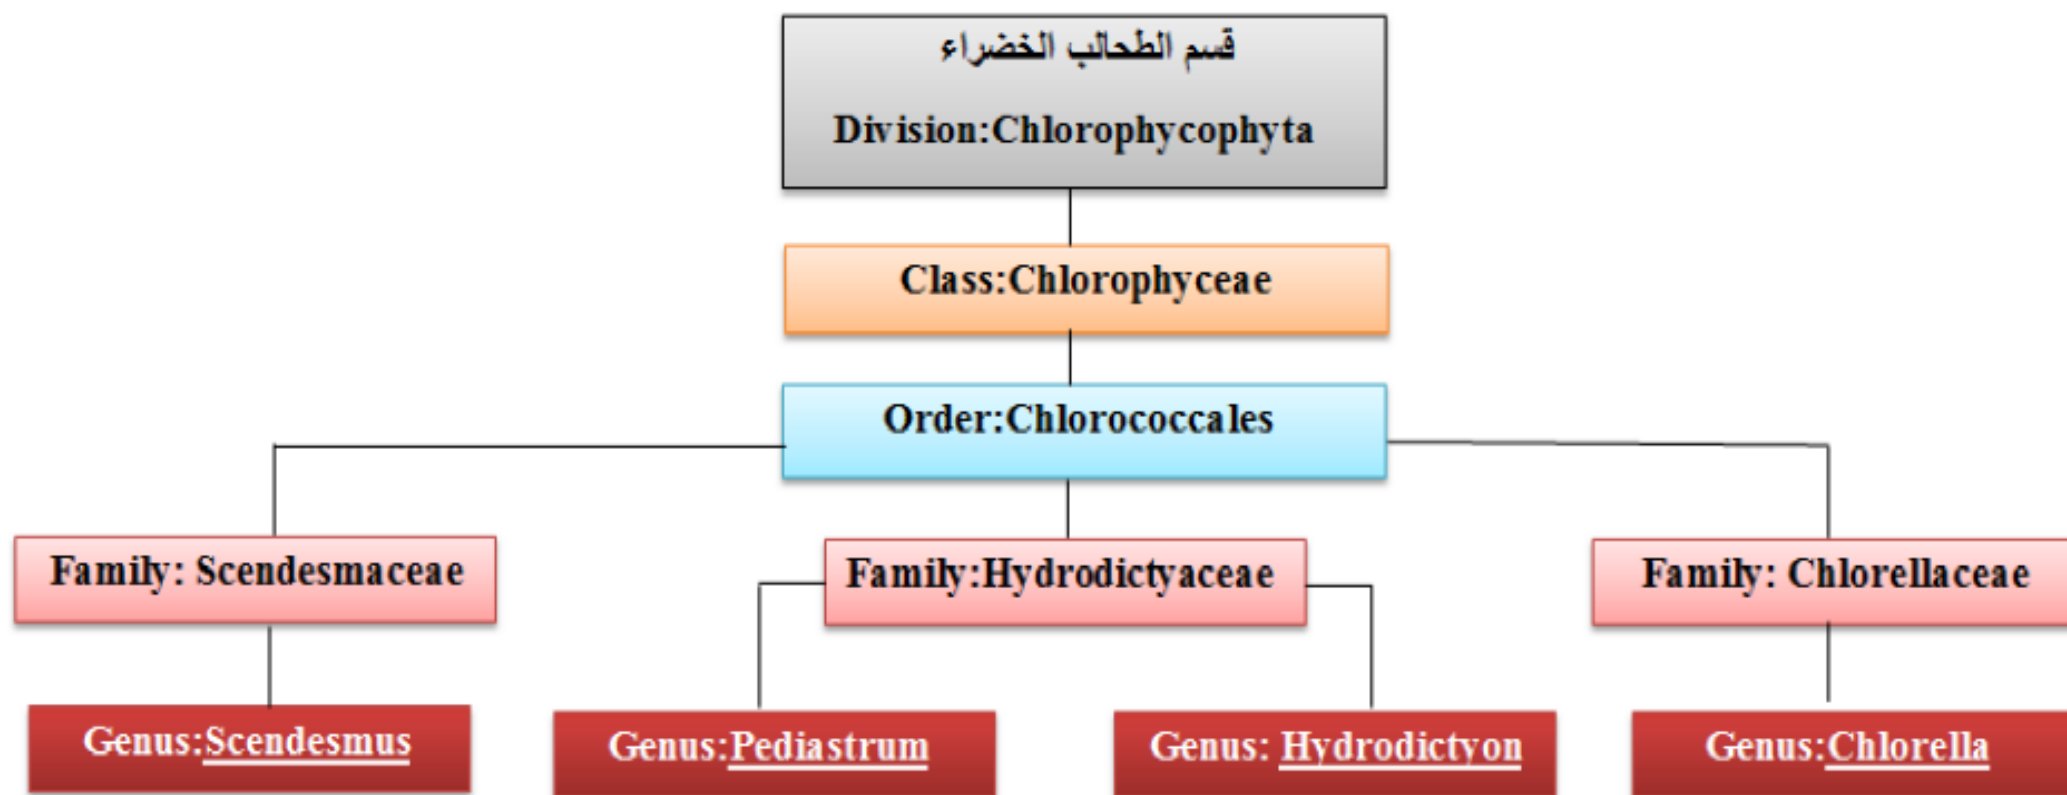 قسم الطحالب الخضراء
Division:Chlorophycophyta
Class:Chlorophyceae
Order:Chlorococcales
Family: Scendesmaceae
Family:Hydrodictyaceae
Family: Chlorellaceae
Genus:Scendesmus
Genus:Pediastrum
Genus: Hydrodictyon
Genus:Chlorella